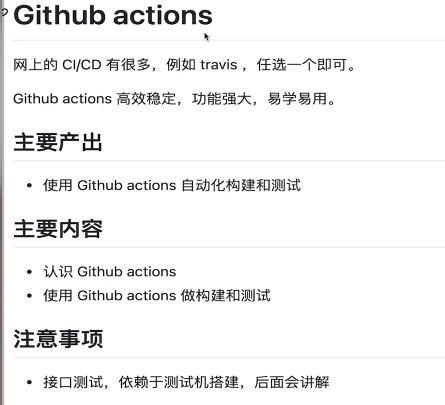 Github actions
网上的 CI/CD 有很多，例如 travis ，任选一个即可。
Github actions 高效稳定，功能强大，易学易用。
主要产出
• 使用 Github actions 自动化构建和测试
主要内容
• 认识 Github actions
• 使用 Github actions 做构建和测试
注意事项
• 接口测试，依赖于测试机搭建，后面会讲解